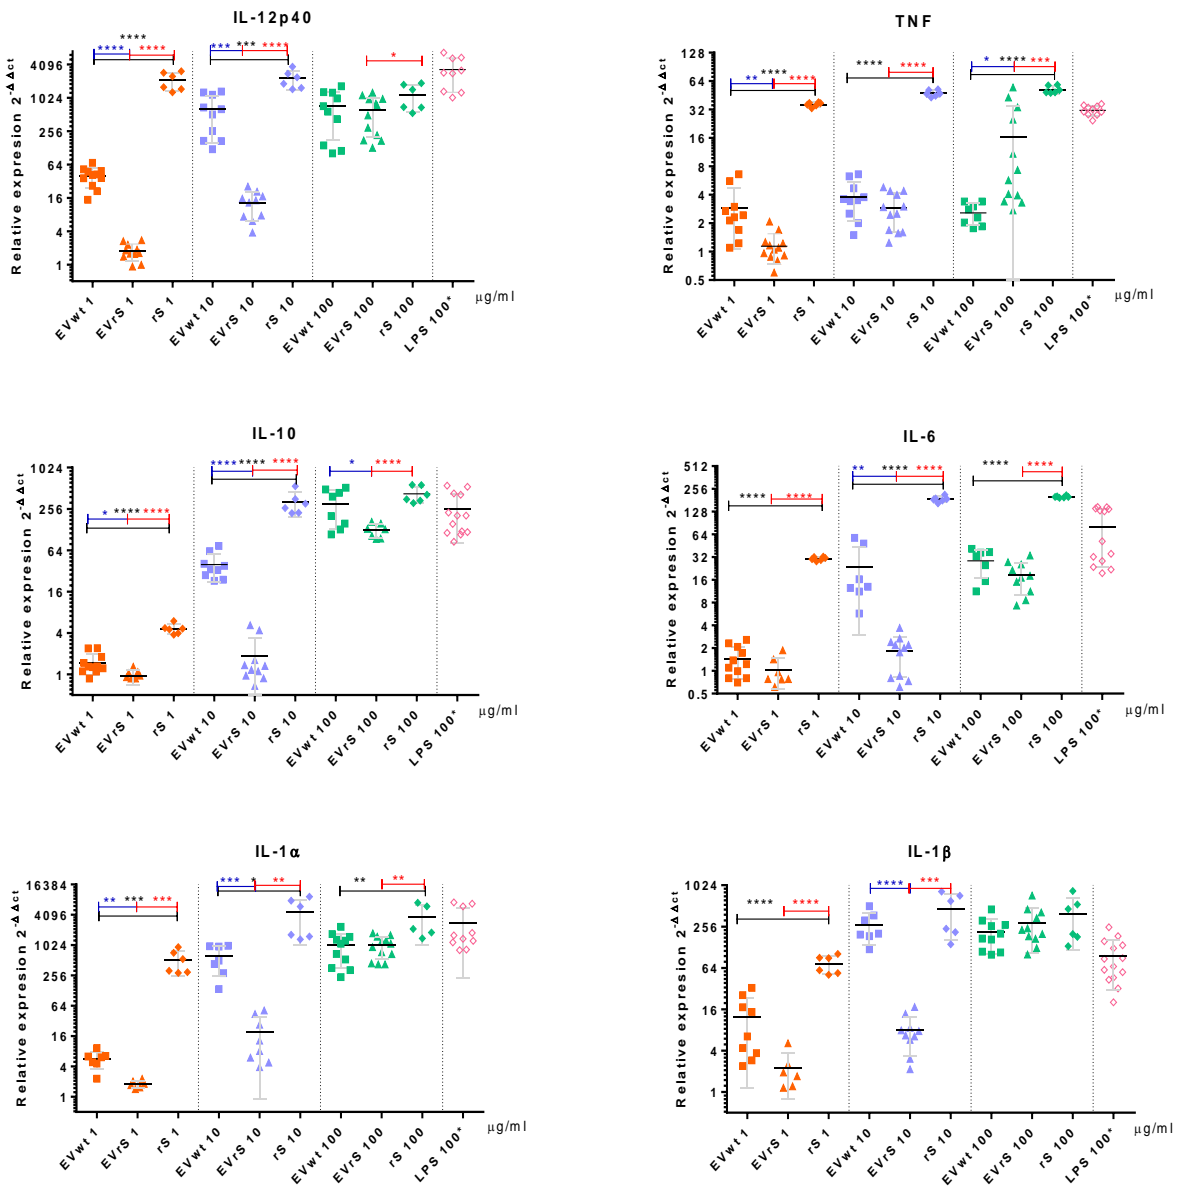 IL-12p40
Relative expresion 2^-ΔΔct
4096
1024
256
64
16
4
1
****
**** ****
*** *** ****
*
EVwt 1 EVrS 1 rS 1 EVwt 10 EVrS 10 rS 10 EVwt 100 EVrS 100 rS 100 LPS 100*
μg/ml
TNF
Relative expresion 2^-ΔΔct
128
64
32
16
8
4
2
1
0.5
** **** ****
**** ****
* **** ***
EVwt 1 EVrS 1 rS 1 EVwt 10 EVrS 10 rS 10 EVwt 100 EVrS 100 rS 100 LPS 100*
μg/ml
IL-10
Relative expresion 2^-ΔΔct
1024
256
64
16
4
1
* **** ****
**** **** ****
* ****
EVwt 1 EVrS 1 rS 1 EVwt 10 EVrS 10 rS 10 EVwt 100 EVrS 100 rS 100 LPS 100*
μg/ml
IL-6
Relative expresion 2^-ΔΔct
512
256
128
64
32
16
8
4
2
1
0.5
**** ****
** **** ****
**** ****
EVwt 1 EVrS 1 rS 1 EVwt 10 EVrS 10 rS 10 EVwt 100 EVrS 100 rS 100 LPS 100*
μg/ml
IL-1α
Relative expresion 2^-ΔΔct
16384
4096
1024
256
64
16
4
1
** *** ***
*** * **
** **
EVwt 1 EVrS 1 rS 1 EVwt 10 EVrS 10 rS 10 EVwt 100 EVrS 100 rS 100 LPS 100*
μg/ml
IL-1β
Relative expresion 2^-ΔΔct
1024
256
64
16
4
1
**** ****
**** ***
EVwt 1 EVrS 1 rS 1 EVwt 10 EVrS 10 rS 10 EVwt 100 EVrS 100 rS 100 LPS 100*
μg/ml